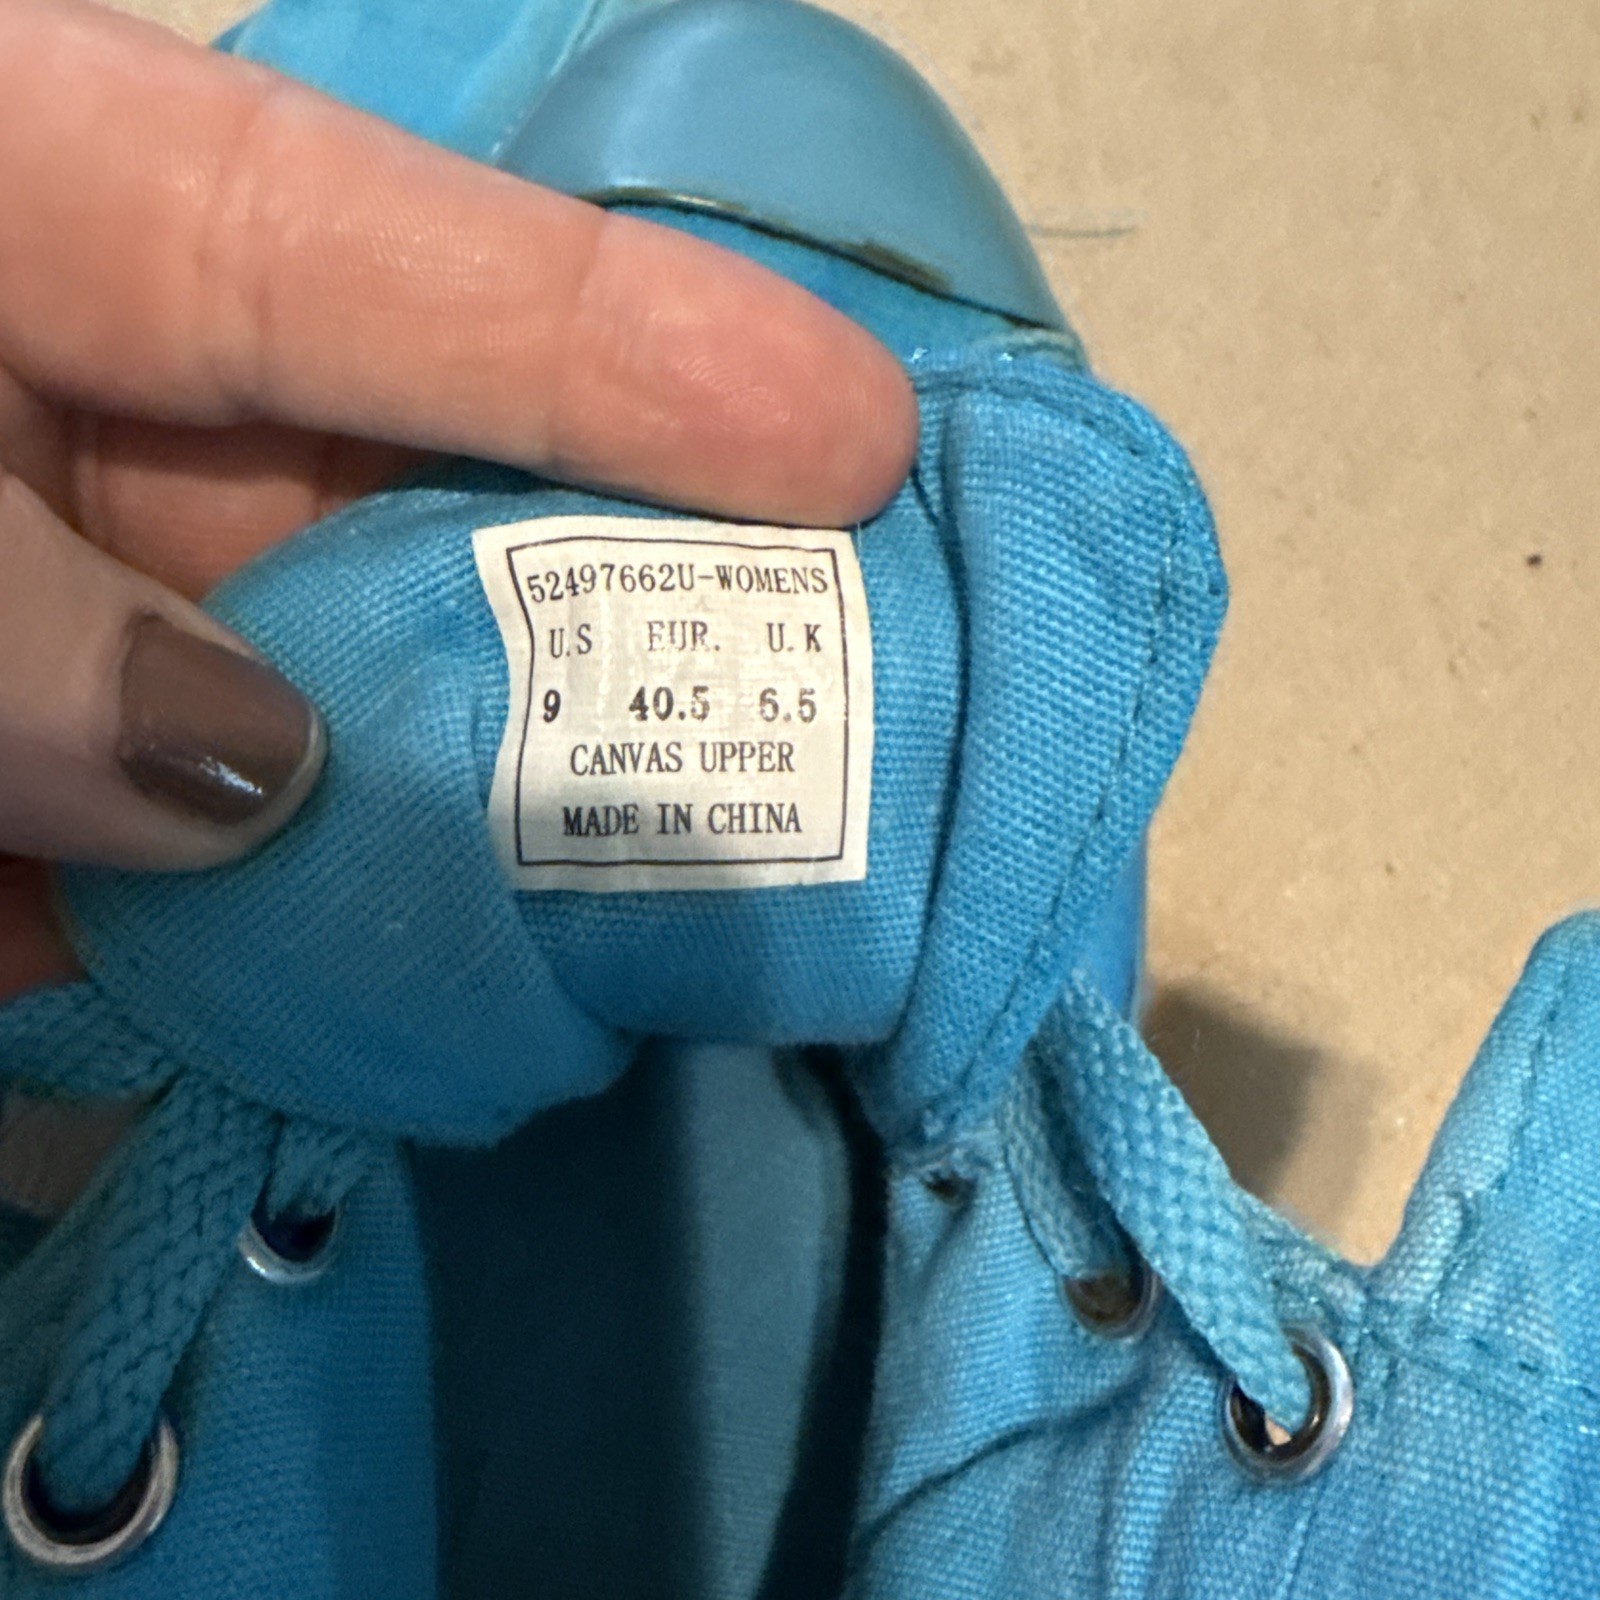 52497662U-WOMENS
U.S EUR. U.K
9 40.5 6.5
CANVAS UPPER
MADE IN CHINA